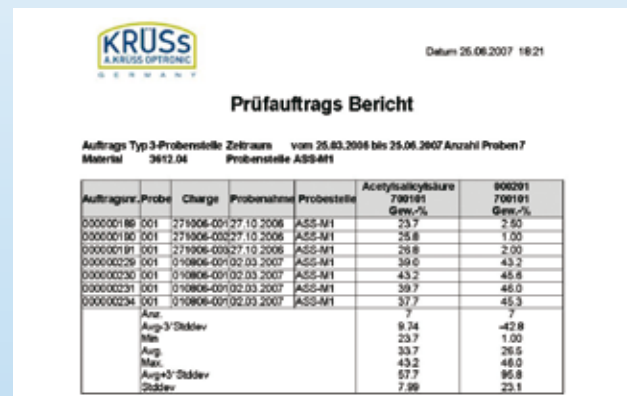 KRÜSS
A.KRÜSS OPTRONIC
GERMANY
Datum 25.06.2007 18:21
Prüfauftrags Bericht
Auftrags Typ 3-Probenstelle Zeitraum vom 25.03.2006 bis 25.06.2007 Anzahl Proben 7
Material 3612.04 Probenstelle ASS-M1
Acetylsalicylsäure 000201
Auftragsnr. Probe Charge Probenahme Probestelle 700101 700101
Gew.-% Gew.-%
000000189 001 271006-001 27.10.2006 ASS-M1 23.7 2.50
000000190 001 271006-002 27.10.2006 ASS-M1 25.8 1.00
000000191 001 271006-003 27.10.2006 ASS-M1 26.8 2.00
000000229 001 010806-001 02.03.2007 ASS-M1 39.0 43.2
000000230 001 010806-001 02.03.2007 ASS-M1 43.2 45.6
000000231 001 010806-001 02.03.2007 ASS-M1 39.7 46.0
000000234 001 010806-001 02.03.2007 ASS-M1 37.7 45.3
Anz. 7 7
Avg-3*Stddev 9.74 -42.8
Min 23.7 1.00
Avg. 33.7 26.5
Max. 43.2 46.0
Avg+3*Stddev 57.7 95.8
Stddev 7.99 23.1